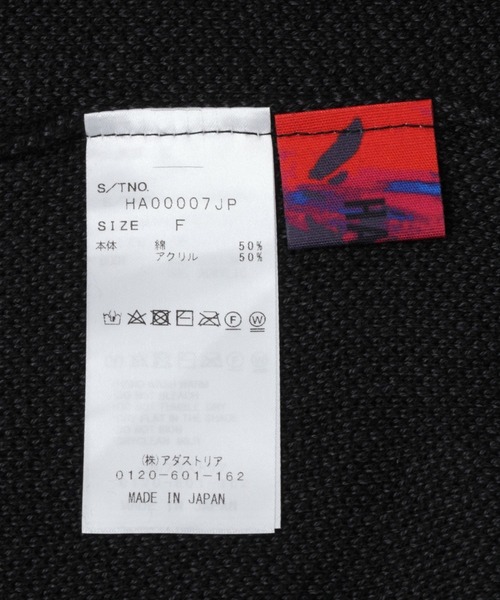 S/TNO.
HA00007JP
SIZE F
本体 綿 50%
アクリル 50%
F W
(株)アダストリア
0120-601-162
MADE IN JAPAN